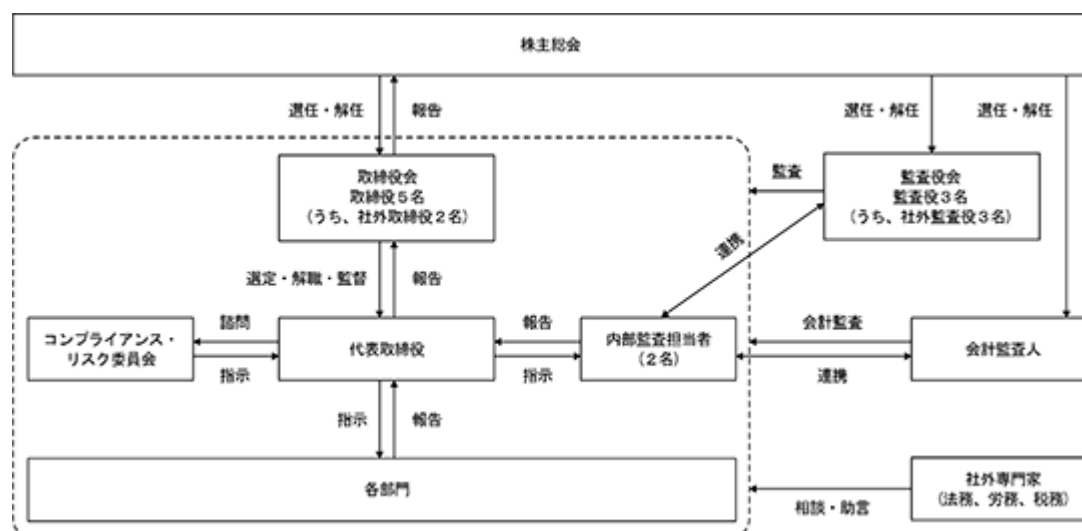 株主総会
選任・解任
報告
選任・解任
選任・解任
取締役会
取締役5名
(うち、社外取締役2名)
監査
監査役会
監査役3名
(うち、社外監査役3名)
連携
選定・解職・監督
報告
コンプライアンス・
リスク委員会
諮問
指示
代表取締役
報告
指示
内部監査担当者
(2名)
会計監査
連携
会計監査人
指示
報告
各部門
相談・助言
社外専門家
(法務、労務、税務)